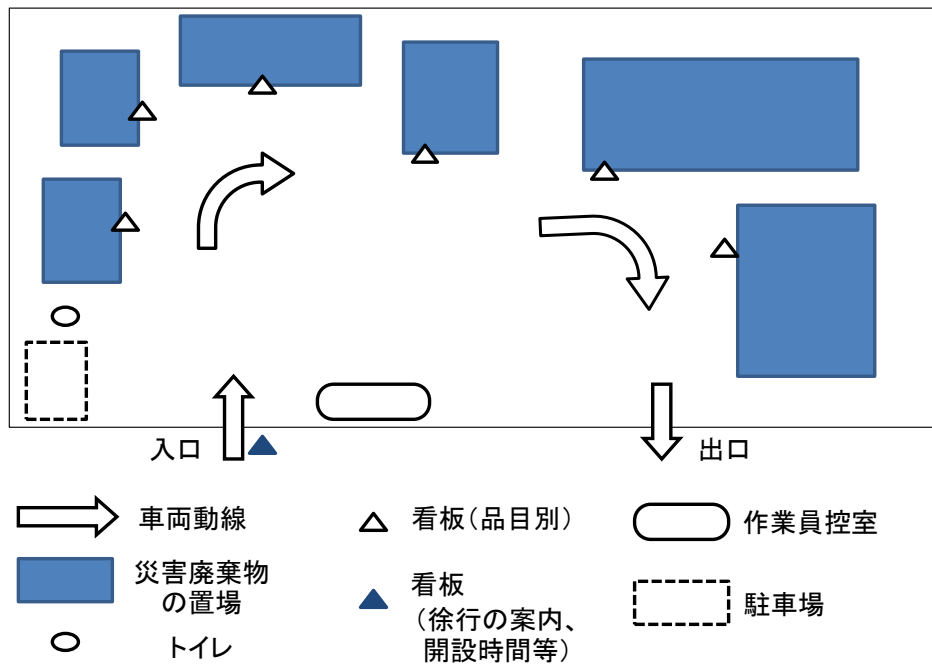 入口
出口
車両動線
看板(品目別)
作業員控室
災害廃棄物
の置場
看板
(徐行の案内、
開設時間等)
駐車場
トイレ